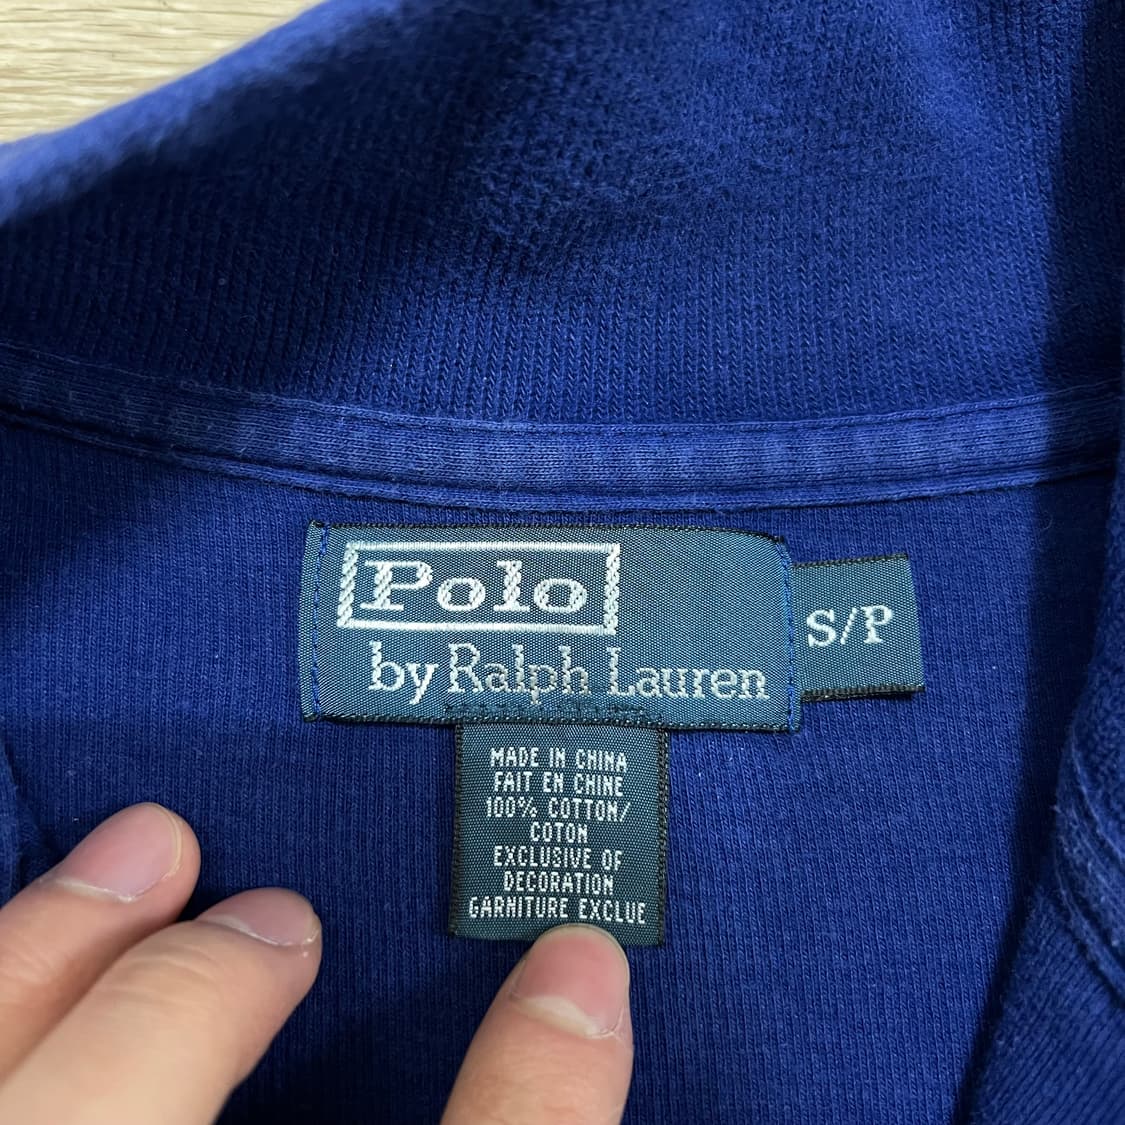 Polo
by Ralph Lauren
S/P
MADE IN CHINA
FAIT EN CHINE
100% COTTON/
COTON
EXCLUSIVE OF
DECORATION
GARNITURE EXCLUE